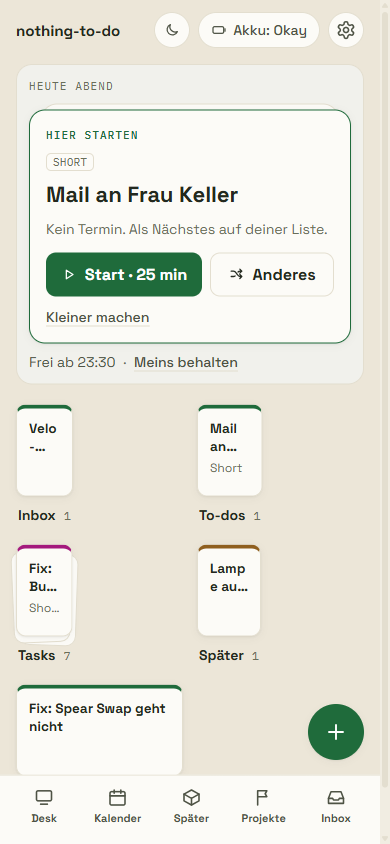 nothing-to-do
Akku: Okay
HEUTE ABEND
HIER STARTEN
SHORT
Mail an Frau Keller
Kein Termin. Als Nächstes auf deiner Liste.
Start · 25 min
Anderes
Kleiner machen
Frei ab 23:30 · Meins behalten
Velo
-...
Inbox 1
Mail
an...
Short
To-dos 1
Fix:
Bu...
Sho...
Tasks 7
Lamp
e au...
Später 1
Fix: Spear Swap geht
nicht
Desk
Kalender
Später
Projekte
Inbox